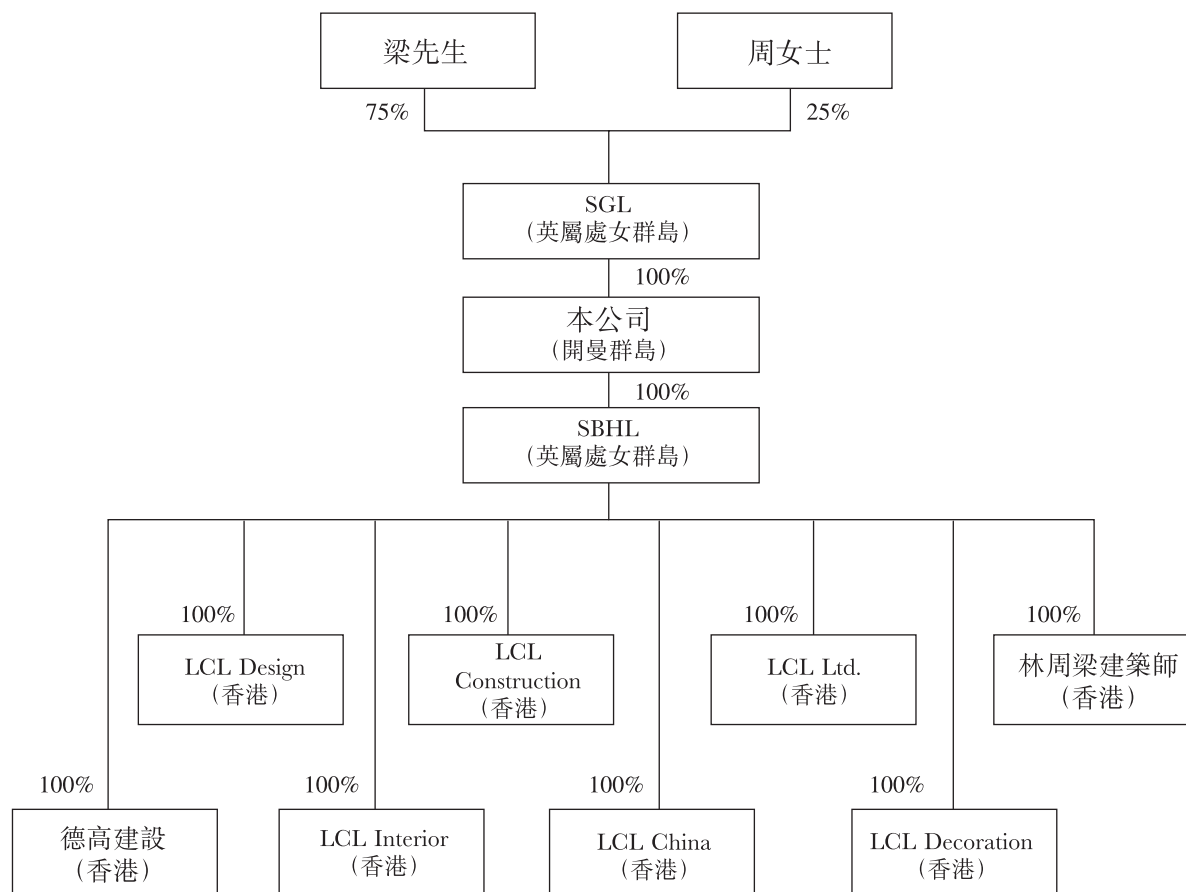 梁先生
周女士
75%
25%
SGL
(英屬處女群島)
100%
本公司
(開曼群島)
100%
SBHL
(英屬處女群島)
100%
LCL Design
(香港)
100%
LCL
Construction
(香港)
100%
LCL Ltd.
(香港)
100%
林周梁建築師
(香港)
100%
德高建設
(香港)
100%
LCL Interior
(香港)
100%
LCL China
(香港)
100%
LCL Decoration
(香港)